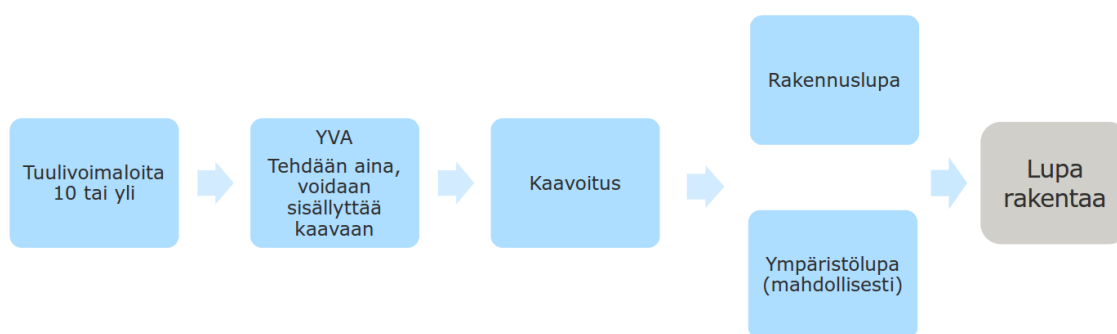 Tuulivoimaloita
10 tai yli
YVA
Tehdään aina,
voidaan
sisällyttää
kaavaan
Kaavoitus
Rakennuslupa
Ympäristölupa
(mahdollisesti)
Lupa
rakentaa